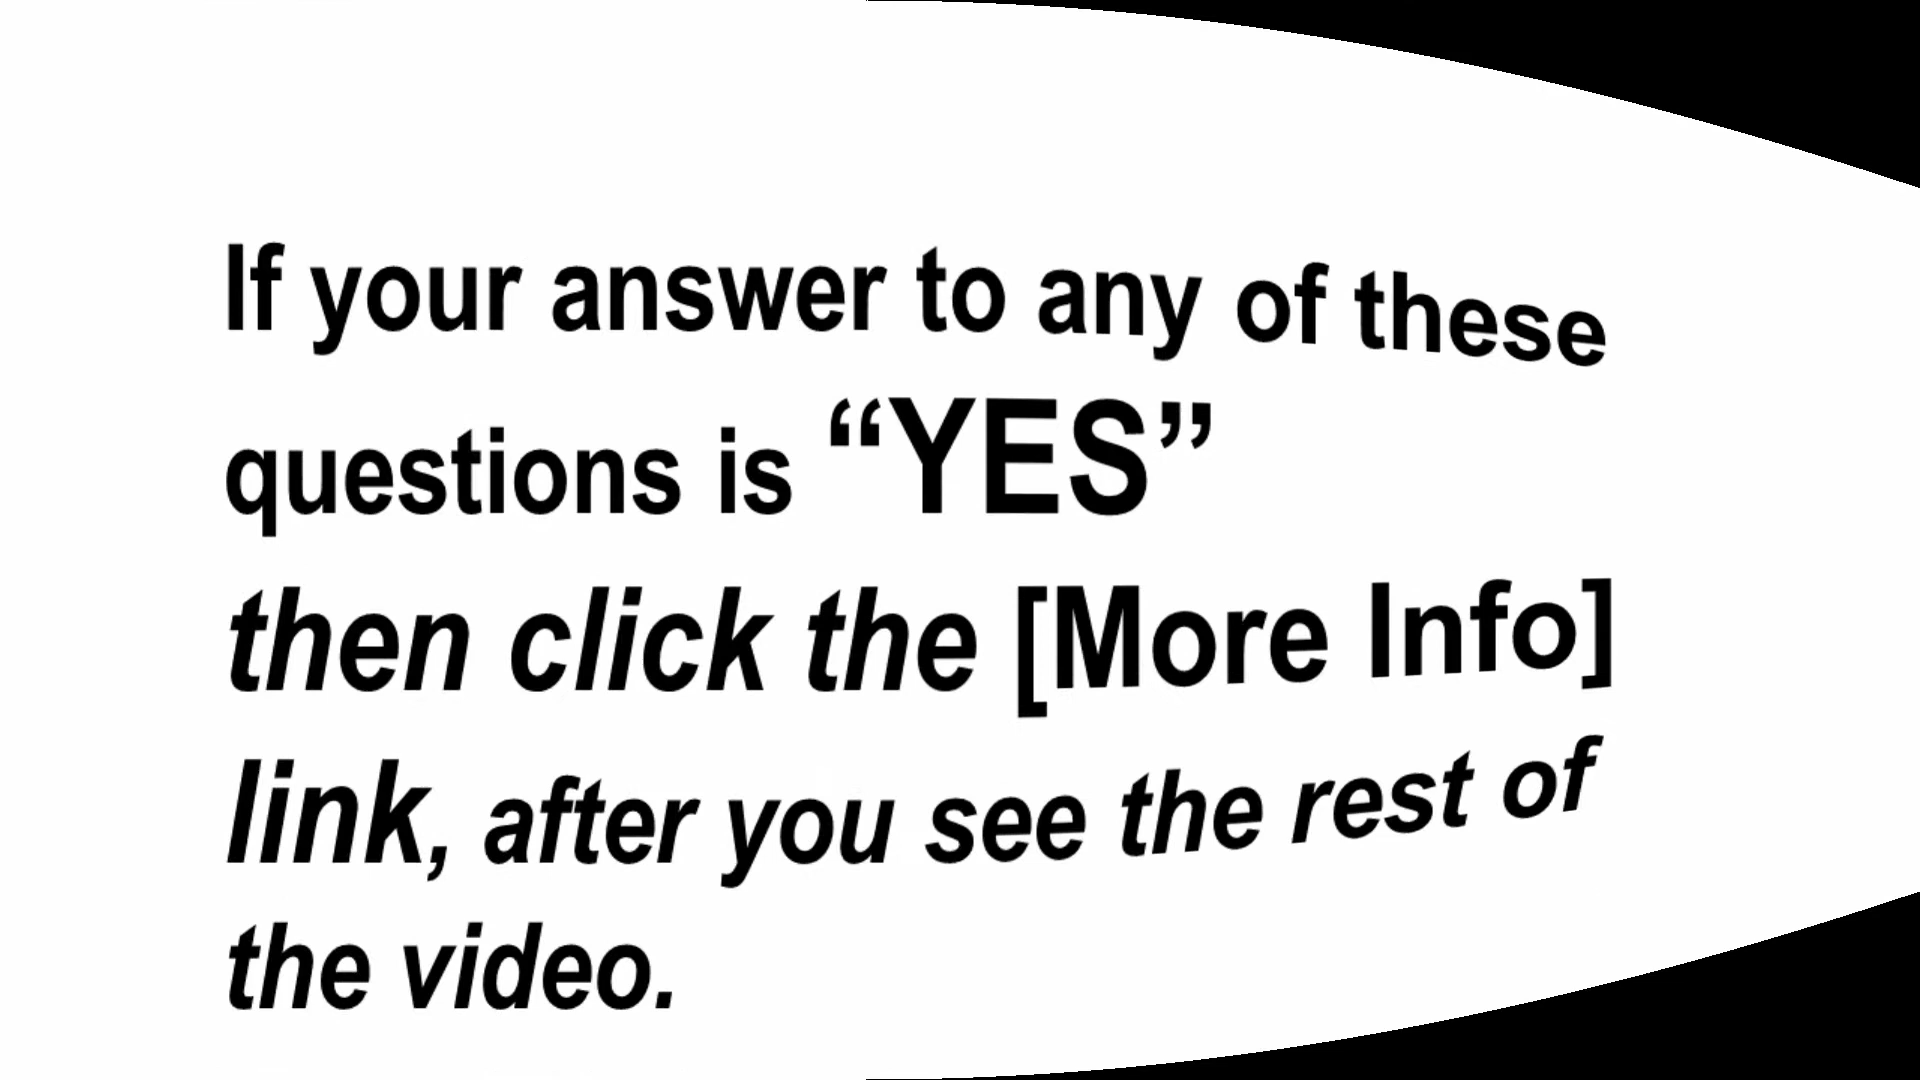 If your answer to any of these
questions is “YES”
then click the [More Info]
link, after you see the rest of
the video.